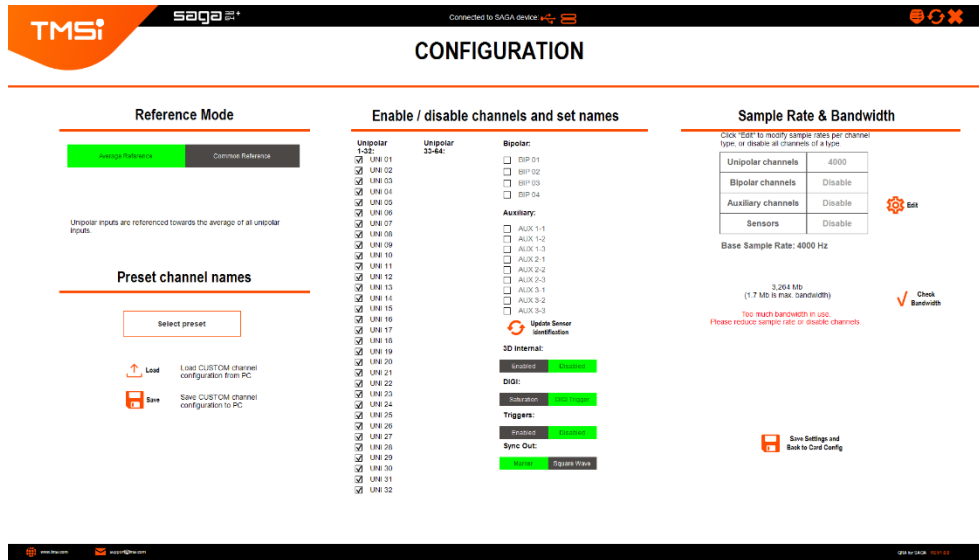 TMSi
saga 32+ 64+
Connected to SAGA device:
CONFIGURATION
Reference Mode
Average Reference
Common Reference
Unipolar inputs are referenced towards the average of all unipolar
inputs.
Preset channel names
Select preset
Load
Load CUSTOM channel
configuration from PC
Save
Save CUSTOM channel
configuration to PC
Enable / disable channels and set names
Unipolar
1-32:
UNI 01
UNI 02
UNI 03
UNI 04
UNI 05
UNI 06
UNI 07
UNI 08
UNI 09
UNI 10
UNI 11
UNI 12
UNI 13
UNI 14
UNI 15
UNI 16
UNI 17
UNI 18
UNI 19
UNI 20
UNI 21
UNI 22
UNI 23
UNI 24
UNI 25
UNI 26
UNI 27
UNI 28
UNI 29
UNI 30
UNI 31
UNI 32
Unipolar
33-64:
Bipolar:
BIP 01
BIP 02
BIP 03
BIP 04
Auxiliary:
AUX 1-1
AUX 1-2
AUX 1-3
AUX 2-1
AUX 2-2
AUX 2-3
AUX 3-1
AUX 3-2
AUX 3-3
Update Sensor
Identification
3D internal:
Enabled
Disabled
DIGI:
Saturation
DIGI Trigger
Triggers:
Enabled
Disabled
Sync Out:
Marker
Square Wave
Sample Rate & Bandwidth
Click "Edit" to modify sample rates per channel
type, or disable all channels of a type.
Unipolar channels 4000
Bipolar channels Disable
Auxiliary channels Disable
Sensors Disable
Edit
Base Sample Rate: 4000 Hz
3,264 Mb
(1.7 Mb is max. bandwidth)
Check
Bandwidth
Too much bandwidth in use.
Please reduce sample rate or disable channels.
Save Settings and
Back to Card Config
www.tmsi.com
support@tmsi.com